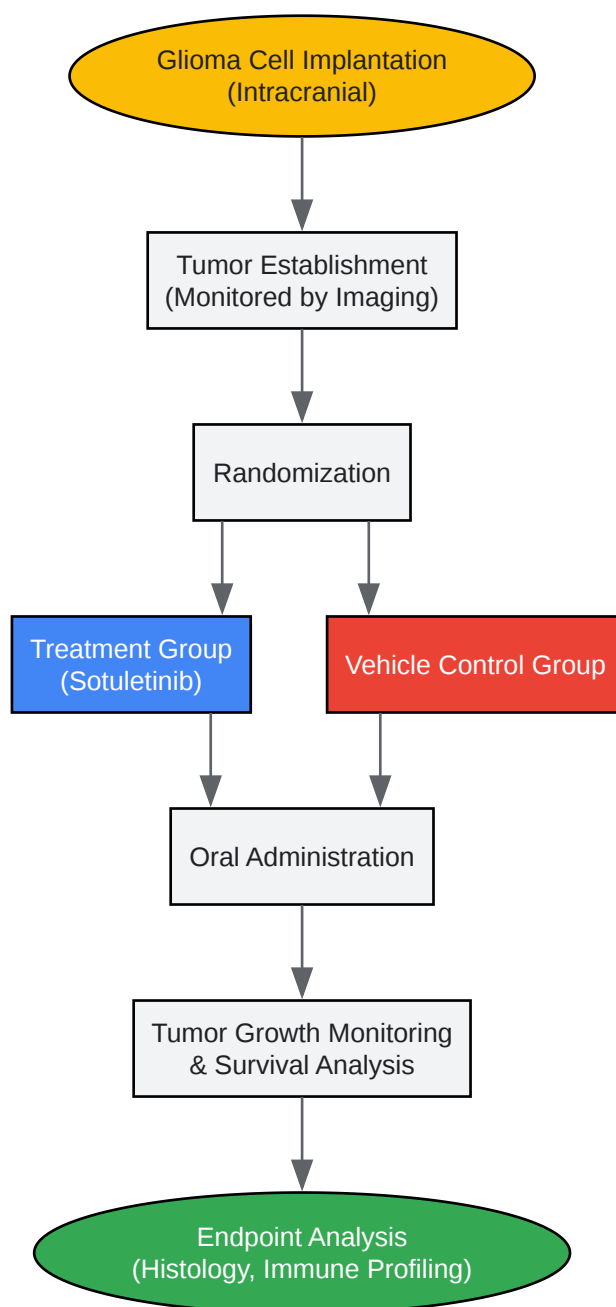 Glioma Cell Implantation
(Intracranial)
Tumor Establishment
(Monitored by Imaging)
Randomization
Treatment Group
(Sotuletinib)
Vehicle Control Group
Oral Administration
Tumor Growth Monitoring
& Survival Analysis
Endpoint Analysis
(Histology, Immune Profiling)